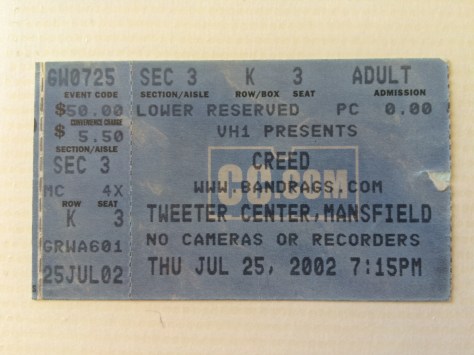 GW0725 SEC 3 K 3 ADULT
EVENT CODE SECTION/AISLE ROW/BOX SEAT ADMISSION
$50.00 LOWER RESERVED PC 0.00
CONVENIENCE CHARGE
$ 5.50 VH1 PRESENTS
SECTION/AISLE
SEC 3 CREED
CC.COM
MC 4X WWW.BANDRAGS.COM
ROW SEAT
K 3 TWEETER CENTER,MANSFIELD
GRWA601 NO CAMERAS OR RECORDERS
25JUL02 THU JUL 25, 2002 7:15PM